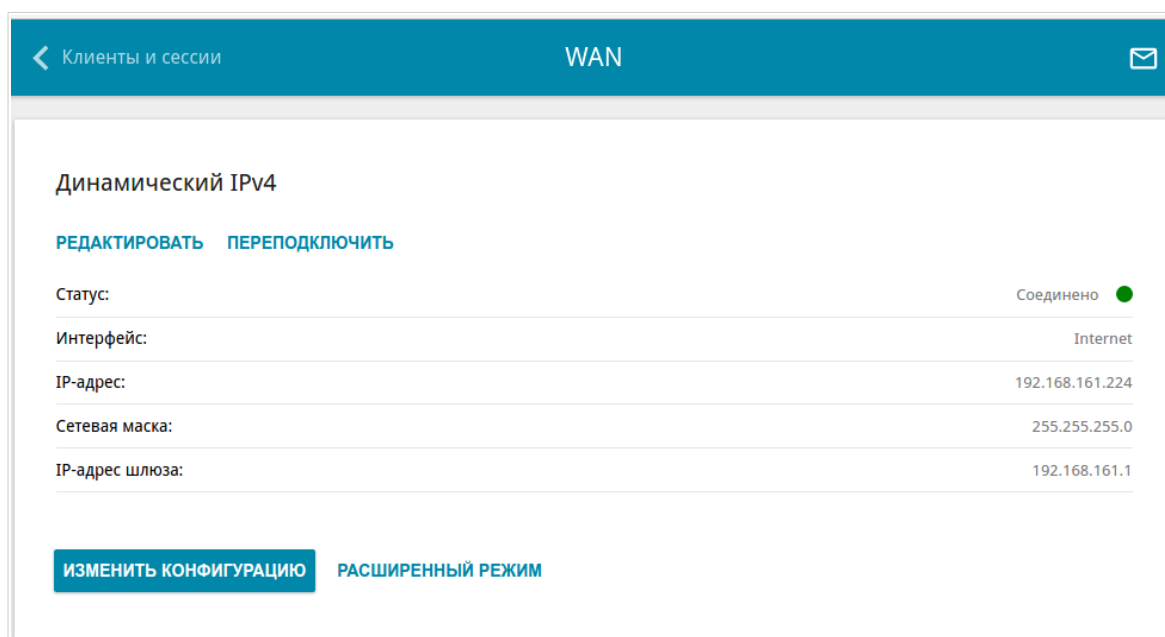 Клиенты и сессии WAN
Динамический IPv4
РЕДАКТИРОВАТЬ ПЕРЕПОДКЛЮЧИТЬ
Статус: Соединено
Интерфейс: Internet
IP-адрес: 192.168.161.224
Сетевая маска: 255.255.255.0
IP-адрес шлюза: 192.168.161.1
ИЗМЕНИТЬ КОНФИГУРАЦИЮ РАСШИРЕННЫЙ РЕЖИМ